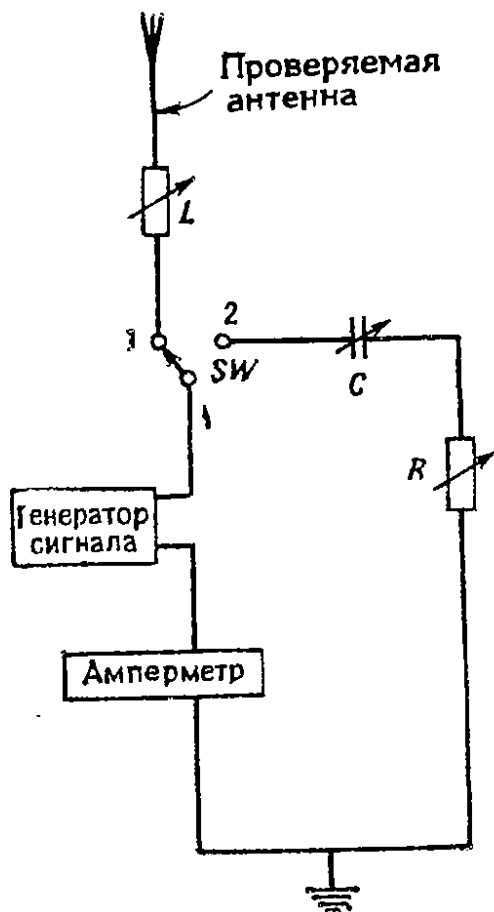 Проверяемая
антенна
L
1
2
SW
C
R
Генератор
сигнала
Амперметр